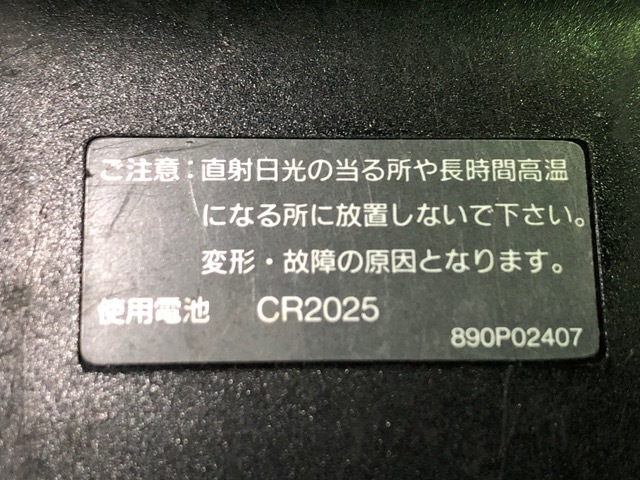 ご注意：直射日光の当る所や長時間高温
になる所に放置しないで下さい。
変形・故障の原因となります。
使用電池 CR2025
890P02407